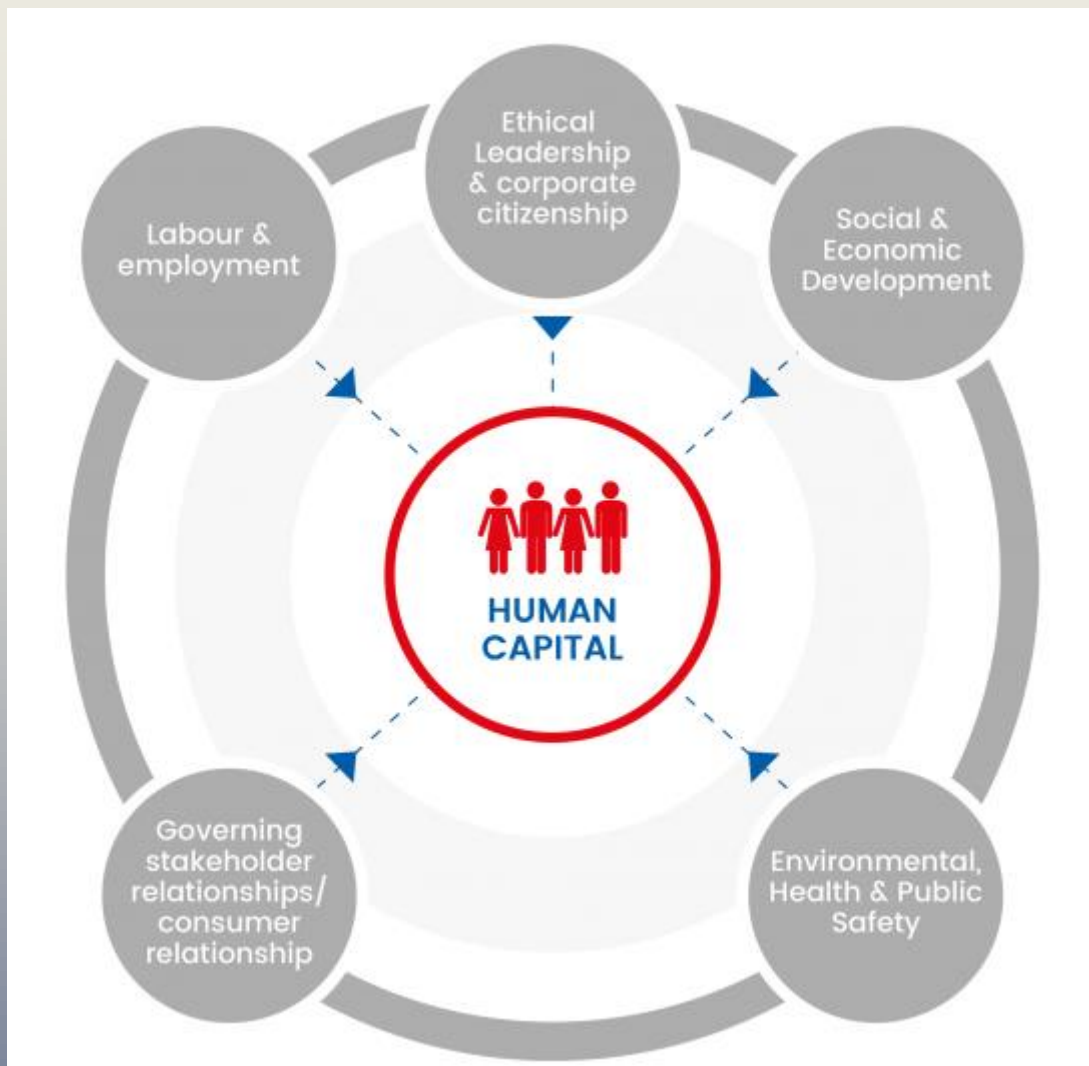 Ethical
Leadership
& corporate
citizenship
Labour &
employment
Social &
Economic
Development
HUMAN
CAPITAL
Governing
stakeholder
relationships/
consumer
relationship
Environmental,
Health & Public
Safety